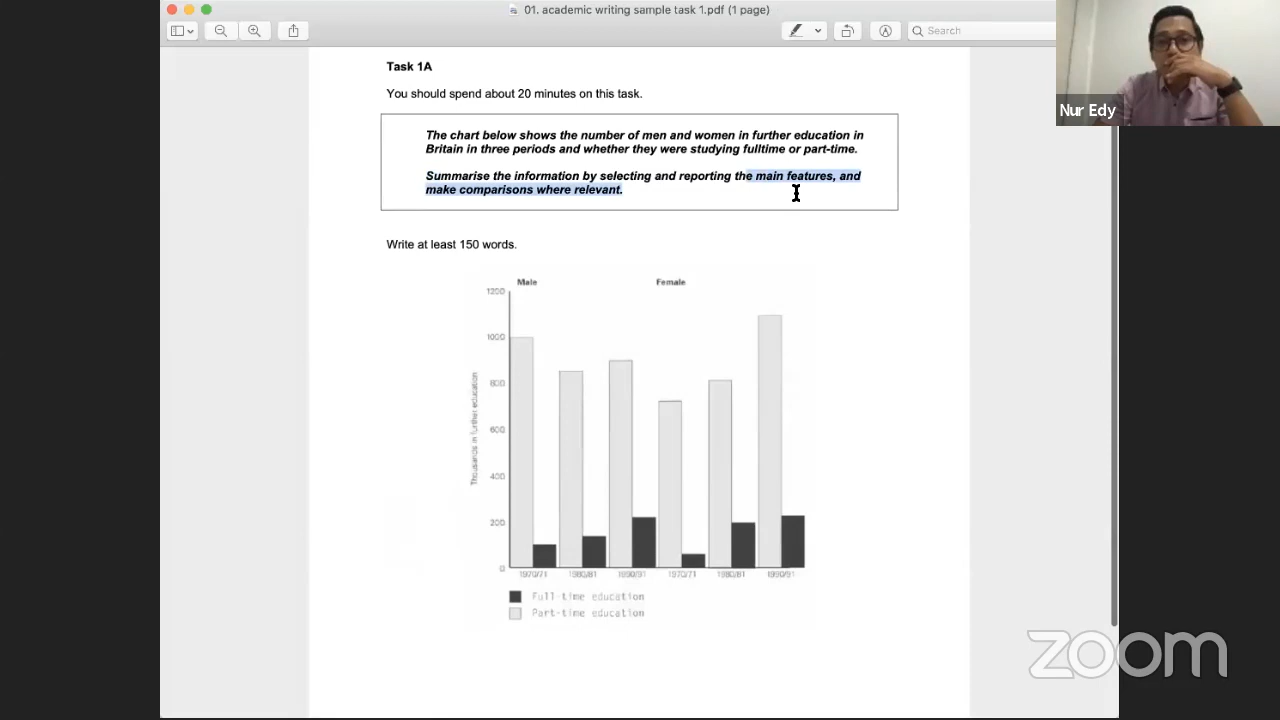 01. academic writing sample task 1.pdf (1 page)
Search
Nur Edy
Task 1A
You should spend about 20 minutes on this task.
The chart below shows the number of men and women in further education in
Britain in three periods and whether they were studying fulltime or part-time.
Summarise the information by selecting and reporting the main features, and
make comparisons where relevant.
Write at least 150 words.
Male Female
1200
1000
800
600
400
200
0
Thousands in further education
1970/71 1980/81 1990/91 1970/71 1980/81 1990/91
Full-time education
Part-time education
zoom